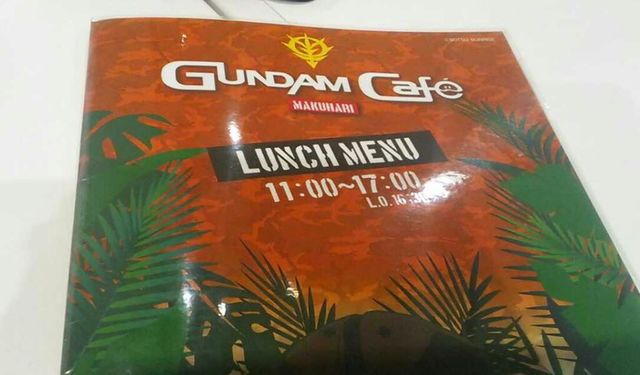 GUNDAM Café
MAKUHARI
LUNCH MENU
11:00~17:00